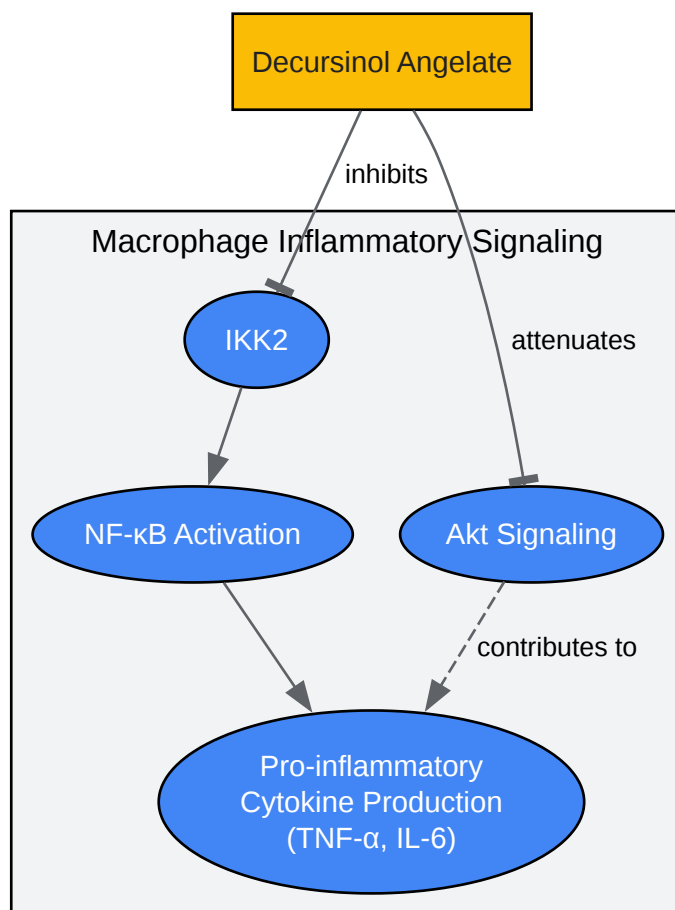 Decursinol Angelate
inhibits
Macrophage Inflammatory Signaling
IKK2
attenuates
NF-κB Activation
Akt Signaling
contributes to
Pro-inflammatory
Cytokine Production
(TNF-α, IL-6)